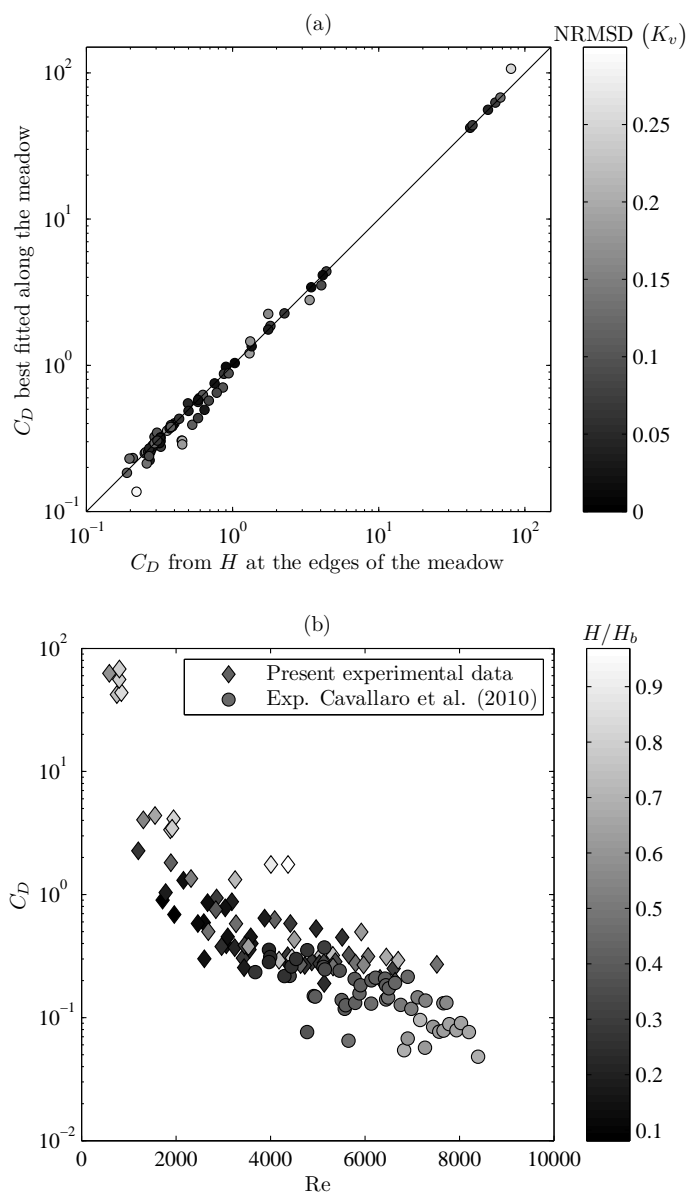 (a)
NRMSD (K_v)
10^2
10^1
10^0
10^{-1}
C_D best fitted along the meadow
10^{-1} 10^0 10^1 10^2
C_D from H at the edges of the meadow
0.25
0.2
0.15
0.1
0.05
0
(b)
H/H_b
10^2
10^1
10^0
10^{-1}
10^{-2}
C_D
Present experimental data
Exp. Cavallaro et al. (2010)
0 2000 4000 6000 8000 10000
Re
0.9
0.8
0.7
0.6
0.5
0.4
0.3
0.2
0.1